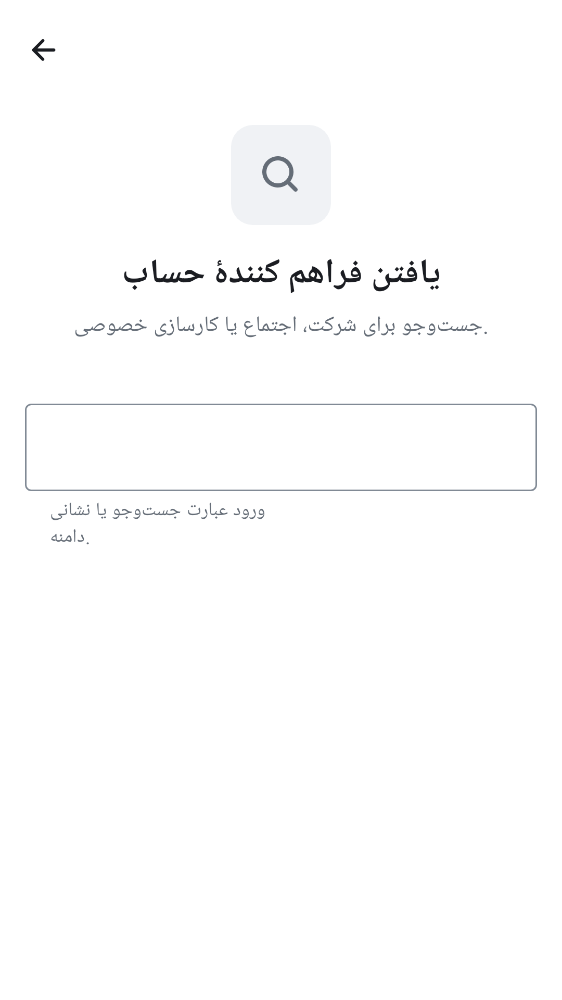 یافتن فراهم کنندهٔ حساب
جست‌وجو برای شرکت، اجتماع یا کارسازی خصوصی.
ورود عبارت جست‌وجو یا نشانی
دامنه.